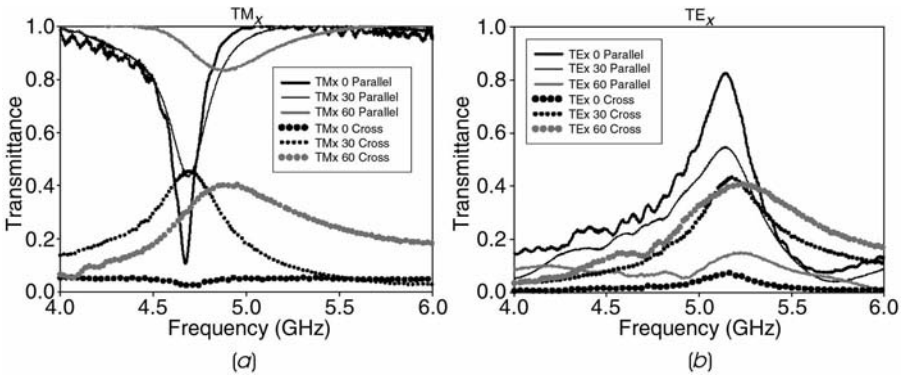 TMx
Transmittance
1.0
0.8
0.6
0.4
0.2
0.0
TMx 0 Parallel
TMx 30 Parallel
TMx 60 Parallel
TMx 0 Cross
TMx 30 Cross
TMx 60 Cross
4.0 4.5 5.0 5.5 6.0
Frequency (GHz)
(a)
TEx
Transmittance
1.0
0.8
0.6
0.4
0.2
0.0
TEx 0 Parallel
TEx 30 Parallel
TEx 60 Parallel
TEx 0 Cross
TEx 30 Cross
TEx 60 Cross
4.0 4.5 5.0 5.5 6.0
Frequency (GHz)
(b)